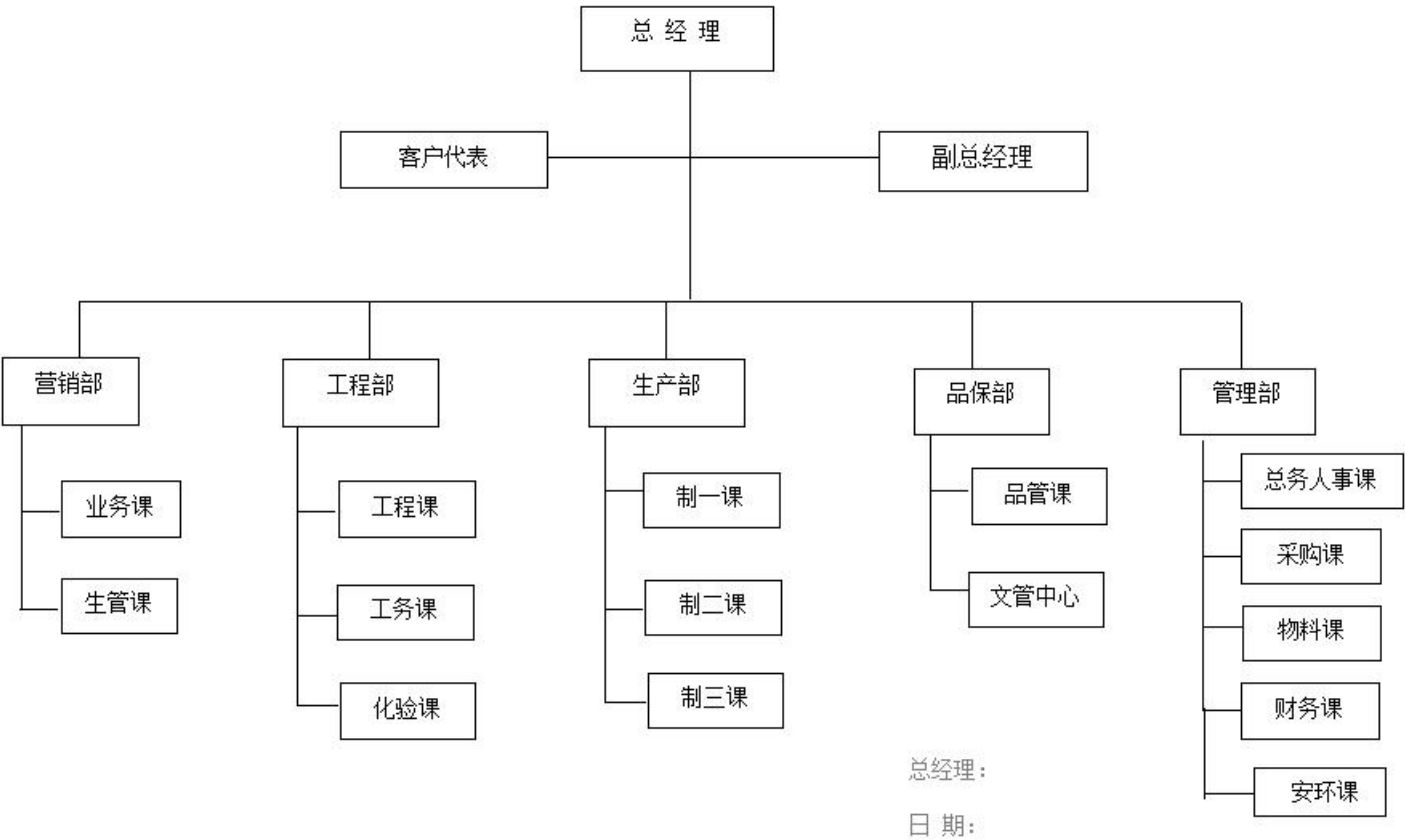 总 经 理
客户代表
副总经理
营销部
工程部
生产部
品保部
管理部
业务课
生管课
工程课
工务课
化验课
制一课
制二课
制三课
品管课
文管中心
总务人事课
采购课
物料课
财务课
安环课
总经理：
日 期：